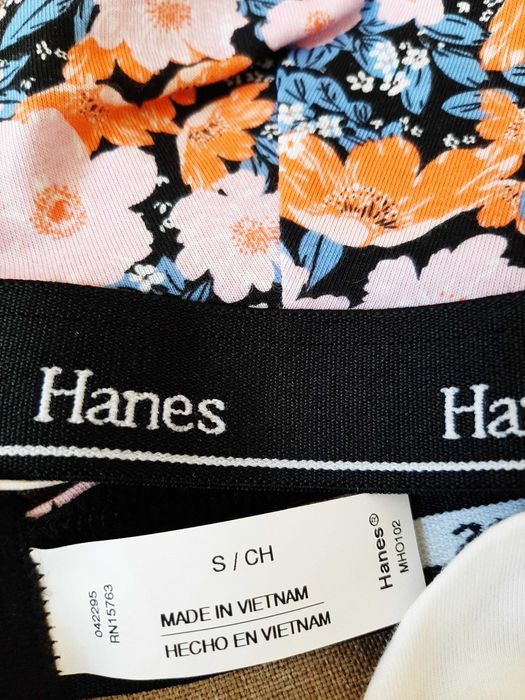 Hanes
Ha
S / CH
MADE IN VIETNAM
HECHO EN VIETNAM
042295
RN15763
Hanes®
MHO102